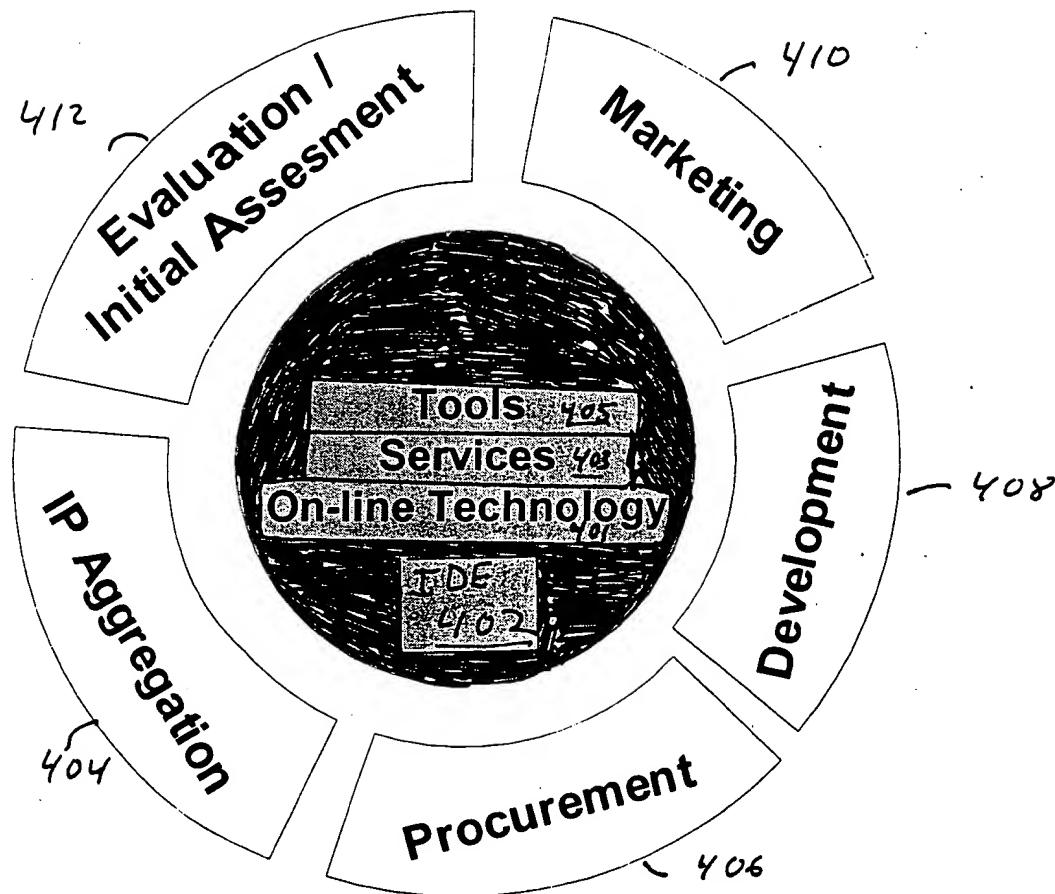 410
412
Evaluation /
Initial Assesment
Marketing
Tools 405
Services 403
On-line Technology
401
IDE
402
Development
408
IP Aggregation
404
Procurement
406